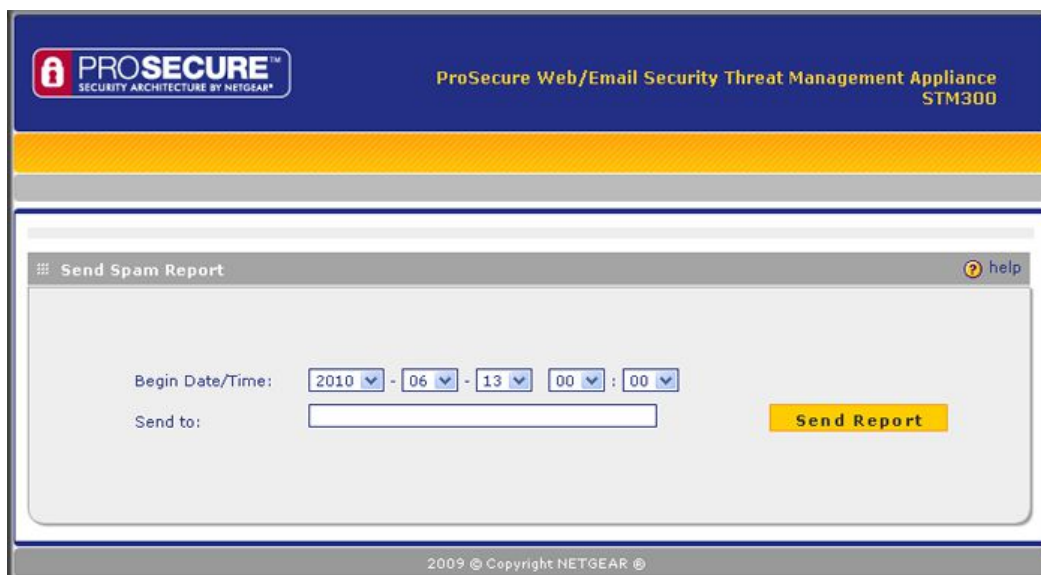 PROSECURE™
SECURITY ARCHITECTURE BY NETGEAR®
ProSecure Web/Email Security Threat Management Appliance
STM300
Send Spam Report
? help
Begin Date/Time: 2010 - 06 - 13 00 : 00
Send to:
Send Report
2009 © Copyright NETGEAR ®